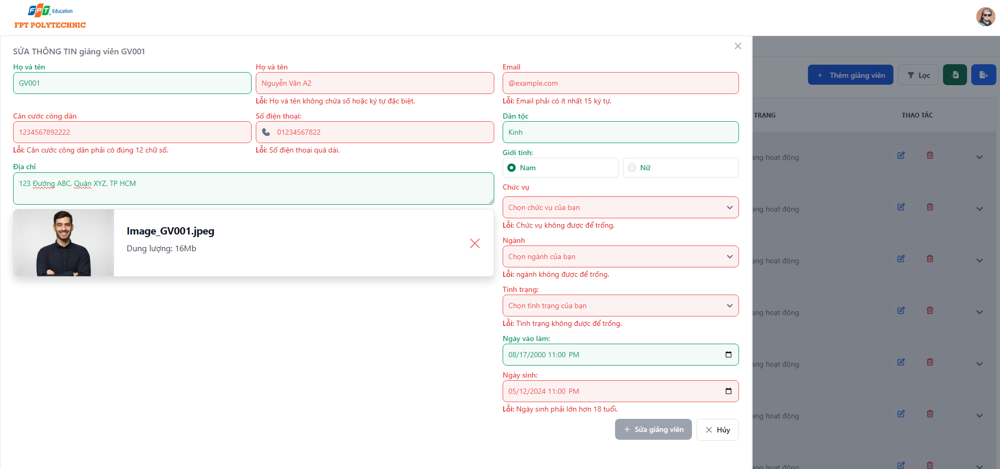 FPT Education
FPT POLYTECHNIC
SỬA THÔNG TIN giảng viên GV001
Họ và tên
GV001
Họ và tên
Nguyễn Văn A2
Lỗi: Họ và tên không chứa số hoặc ký tự đặc biệt.
Email
@example.com
Lỗi: Email phải có ít nhất 15 ký tự.
Căn cước công dân
1234567892222
Lỗi: Căn cước công dân phải có đúng 12 chữ số.
Số điện thoại:
01234567822
Lỗi: Số điện thoại quá dài.
Dân tộc
Kinh
Giới tính:
Nam
Nữ
Địa chỉ
123 Đường ABC, Quận XYZ, TP HCM
Image_GV001.jpeg
Dung lượng: 16Mb
Chức vụ
Chọn chức vụ của bạn
Lỗi: Chức vụ không được để trống.
Ngành
Chọn ngành của bạn
Lỗi: ngành không được để trống.
Tình trạng:
Chọn tình trạng của bạn
Lỗi: Tình trạng không được để trống.
Ngày vào làm:
08/17/2000 11:00 PM
Ngày sinh:
05/12/2024 11:00 PM
Lỗi: Ngày sinh phải lớn hơn 18 tuổi.
+ Sửa giảng viên
Hủy
+ Thêm giảng viên
Lọc
TRẠNG
THAO TÁC
ang hoạt động
ang hoạt động
ang hoạt động
ang hoạt động
ang hoạt động
ang hoạt động
ang hoạt động